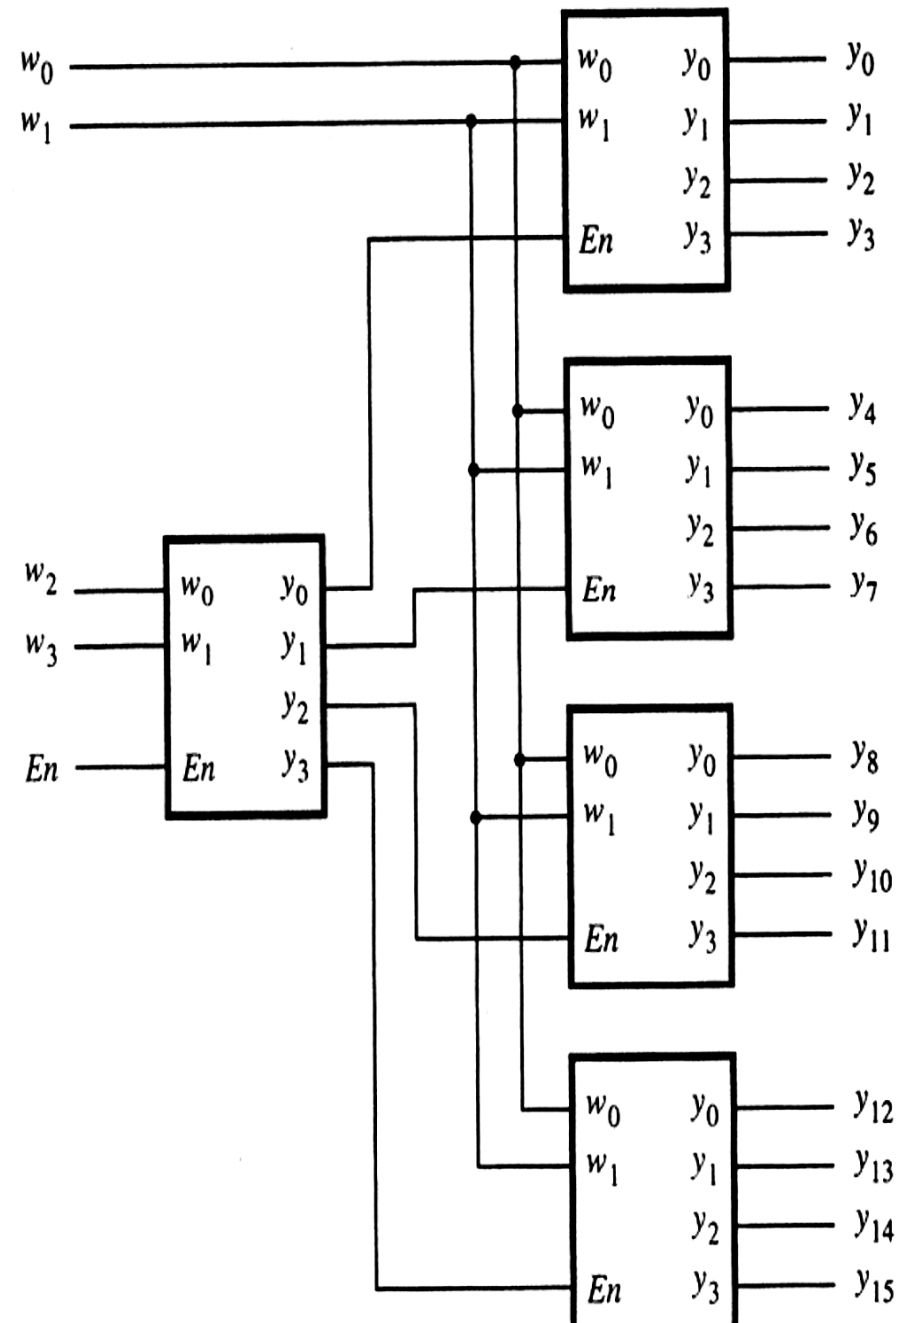 w₀ w₀ y₀ y₀
w₁ w₁ y₁ y₁
y₂ y₂
En y₃ y₃
w₀ y₀ y₄
w₁ y₁ y₅
y₂ y₆
w₂ w₀ y₀ En y₃ y₇
w₃ w₁ y₁
y₂
En En y₃ w₀ y₀ y₈
w₁ y₁ y₉
y₂ y₁₀
En y₃ y₁₁
w₀ y₀ y₁₂
w₁ y₁ y₁₃
y₂ y₁₄
En y₃ y₁₅